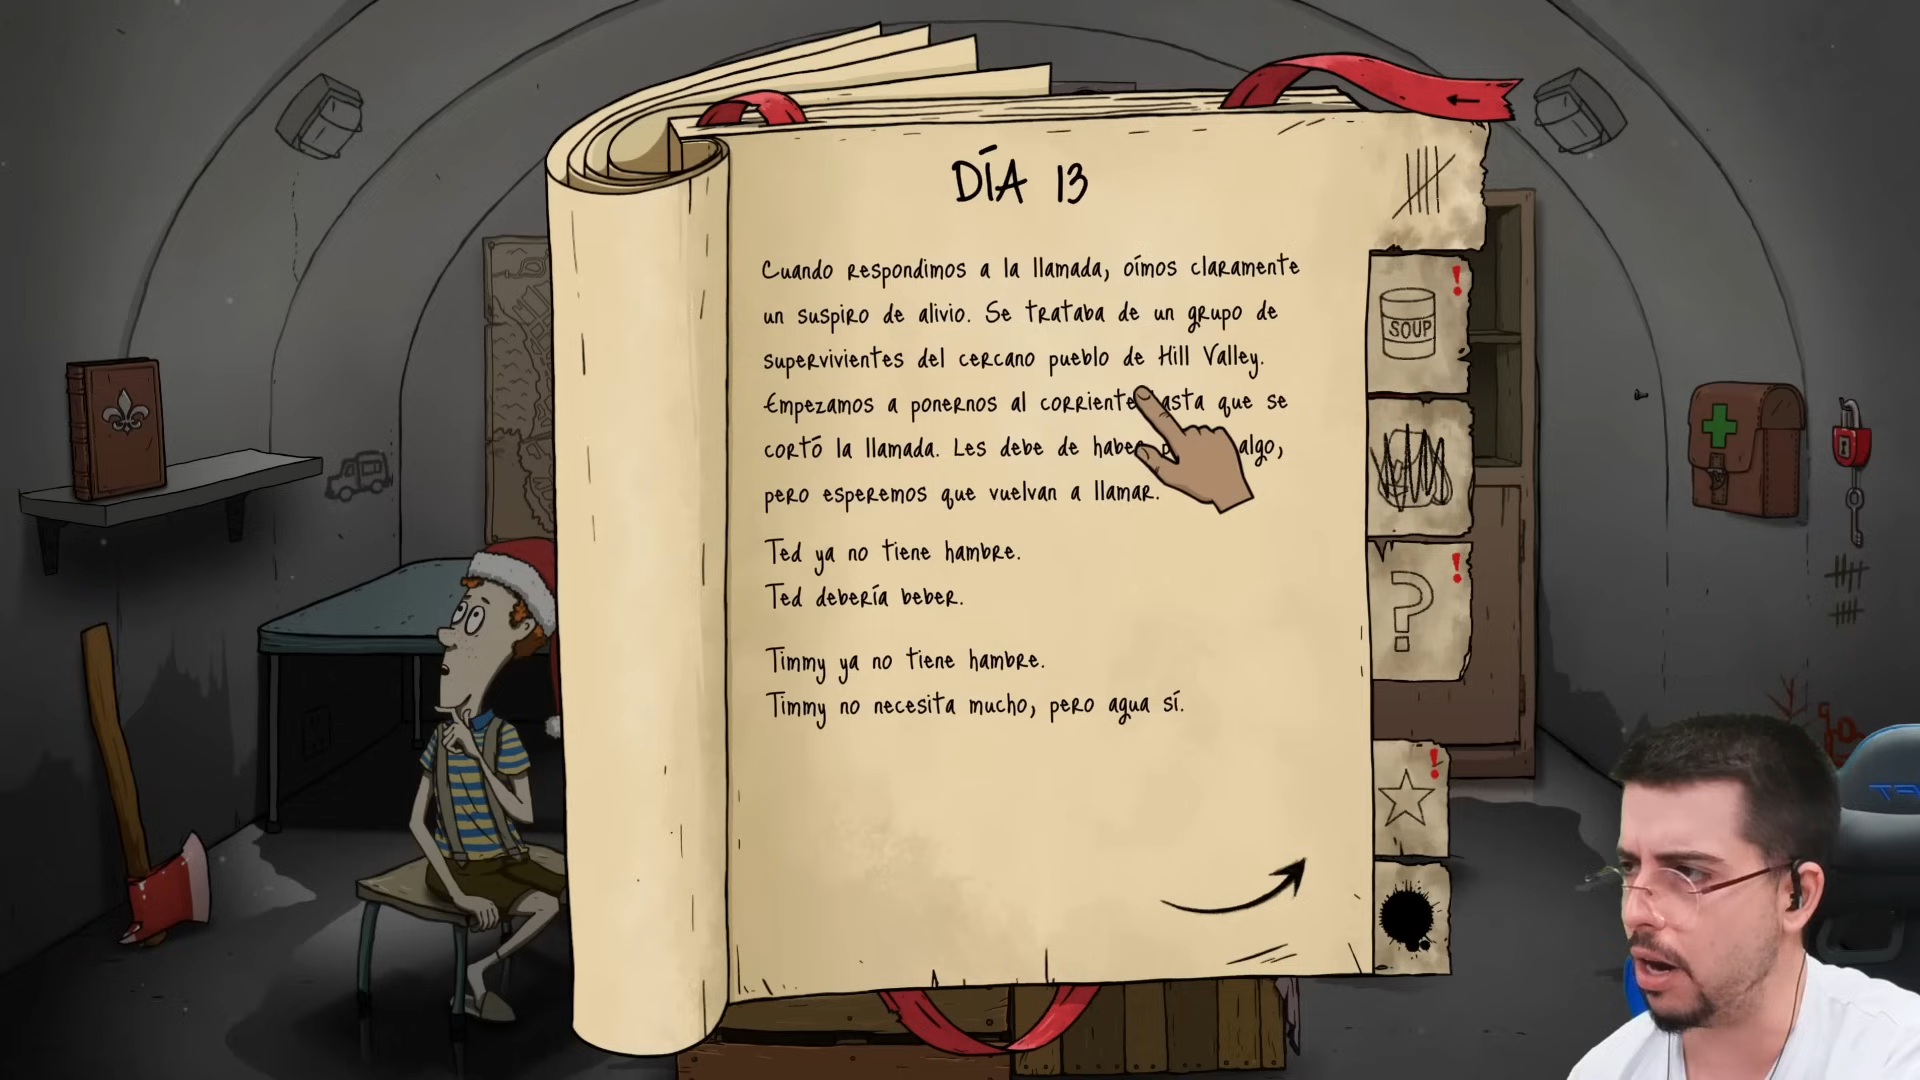 DÍA 13
Cuando respondimos a la llamada, oímos claramente
un suspiro de alivio. Se trataba de un grupo de
supervivientes del cercano pueblo de Hill Valley.
Empezamos a ponernos al corriente asta que se
cortó la llamada. Les debe de habe algo,
pero esperemos que vuelvan a llamar.
Ted ya no tiene hambre.
Ted debería beber.
Timmy ya no tiene hambre.
Timmy no necesita mucho, pero agua sí.
SOUP
!
?
!
!